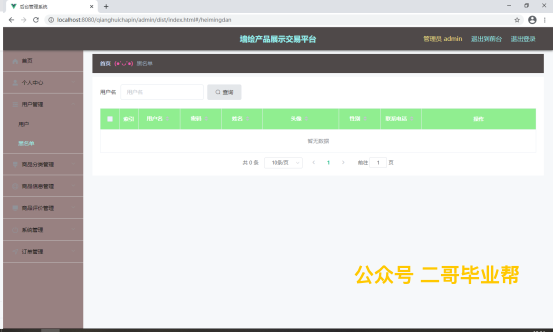 后台管理系统
localhost:8080/qianghuichapin/admin/dist/index.html#/heimingdan
墙绘产品展示交易平台
管理员 admin 退出到前台 退出登录
首页 (●'◡'●) 黑名单
首页
个人中心
用户管理
用户
黑名单
商品分类管理
商品信息管理
商品评价管理
系统管理
订单管理
用户名 用户名 查询
索引 用户名 姓名 头像 性别 联系电话 操作
暂无数据
共 0 条 10条/页 1 前往 1 页
公众号 二哥毕业帮